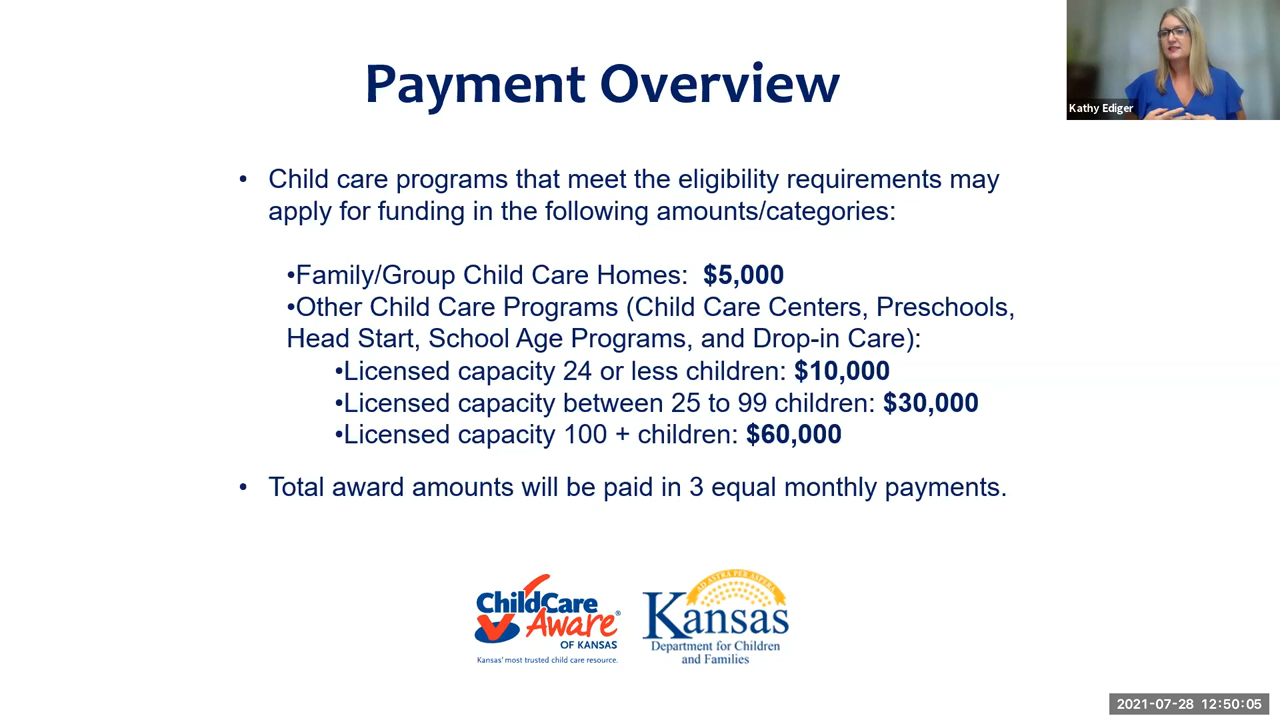 Payment Overview
Kathy Ediger
• Child care programs that meet the eligibility requirements may
apply for funding in the following amounts/categories:
•Family/Group Child Care Homes: $5,000
•Other Child Care Programs (Child Care Centers, Preschools,
Head Start, School Age Programs, and Drop-in Care):
•Licensed capacity 24 or less children: $10,000
•Licensed capacity between 25 to 99 children: $30,000
•Licensed capacity 100 + children: $60,000
• Total award amounts will be paid in 3 equal monthly payments.
ChildCare
Aware®
OF KANSAS
Kansas' most trusted child care resource.
AD ASTRA PER ASPERA
Kansas
Department for Children
and Families
2021-07-28 12:50:05